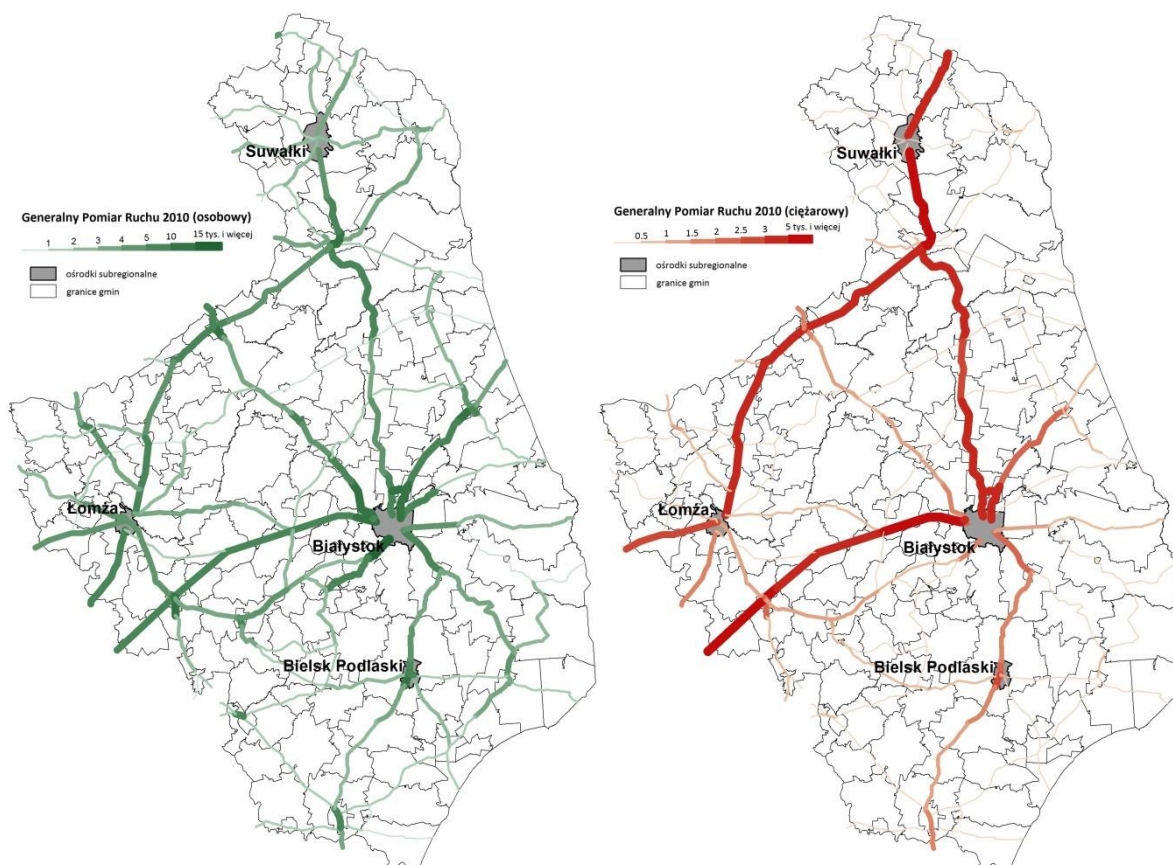 Suwałki
Generalny Pomiar Ruchu 2010 (osobowy)
1 2 3 4 5 10 15 tys. i więcej
ośrodki subregionalne
granice gmin
Łomża
Białystok
Bielsk Podlaski
Suwałki
Generalny Pomiar Ruchu 2010 (ciężarowy)
0.5 1 1.5 2 2.5 3 5 tys. i więcej
ośrodki subregionalne
granice gmin
Łomża
Białystok
Bielsk Podlaski